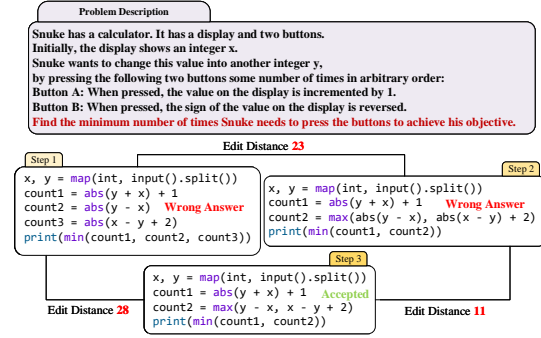 Problem Description
Snuke has a calculator. It has a display and two buttons.
Initially, the display shows an integer x.
Snuke wants to change this value into another integer y,
by pressing the following two buttons some number of times in arbitrary order:
Button A: When pressed, the value on the display is incremented by 1.
Button B: When pressed, the sign of the value on the display is reversed.
Find the minimum number of times Snuke needs to press the buttons to achieve his objective.
Edit Distance 23
Step 1
x, y = map(int, input().split())
count1 = abs(y + x) + 1
count2 = abs(y - x) Wrong Answer
count3 = abs(x - y + 2)
print(min(count1, count2, count3))
Step 2
x, y = map(int, input().split())
count1 = abs(y + x) + 1 Wrong Answer
count2 = max(abs(y - x), abs(x - y) + 2)
print(min(count1, count2))
Step 3
x, y = map(int, input().split())
count1 = abs(y + x) + 1 Accepted
count2 = max(y - x, x - y + 2)
print(min(count1, count2))
Edit Distance 28
Edit Distance 11